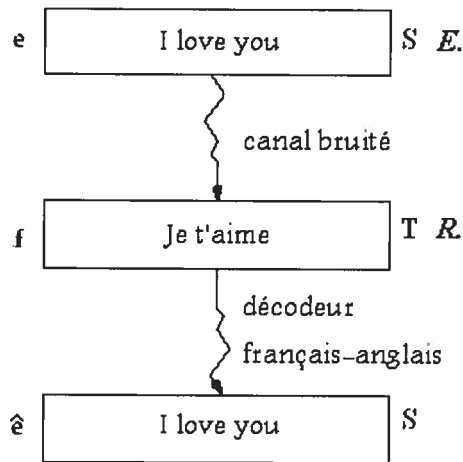 e I love you S E.
canal bruité
f Je t'aime T R.
décodeur
français-anglais
ê I love you S